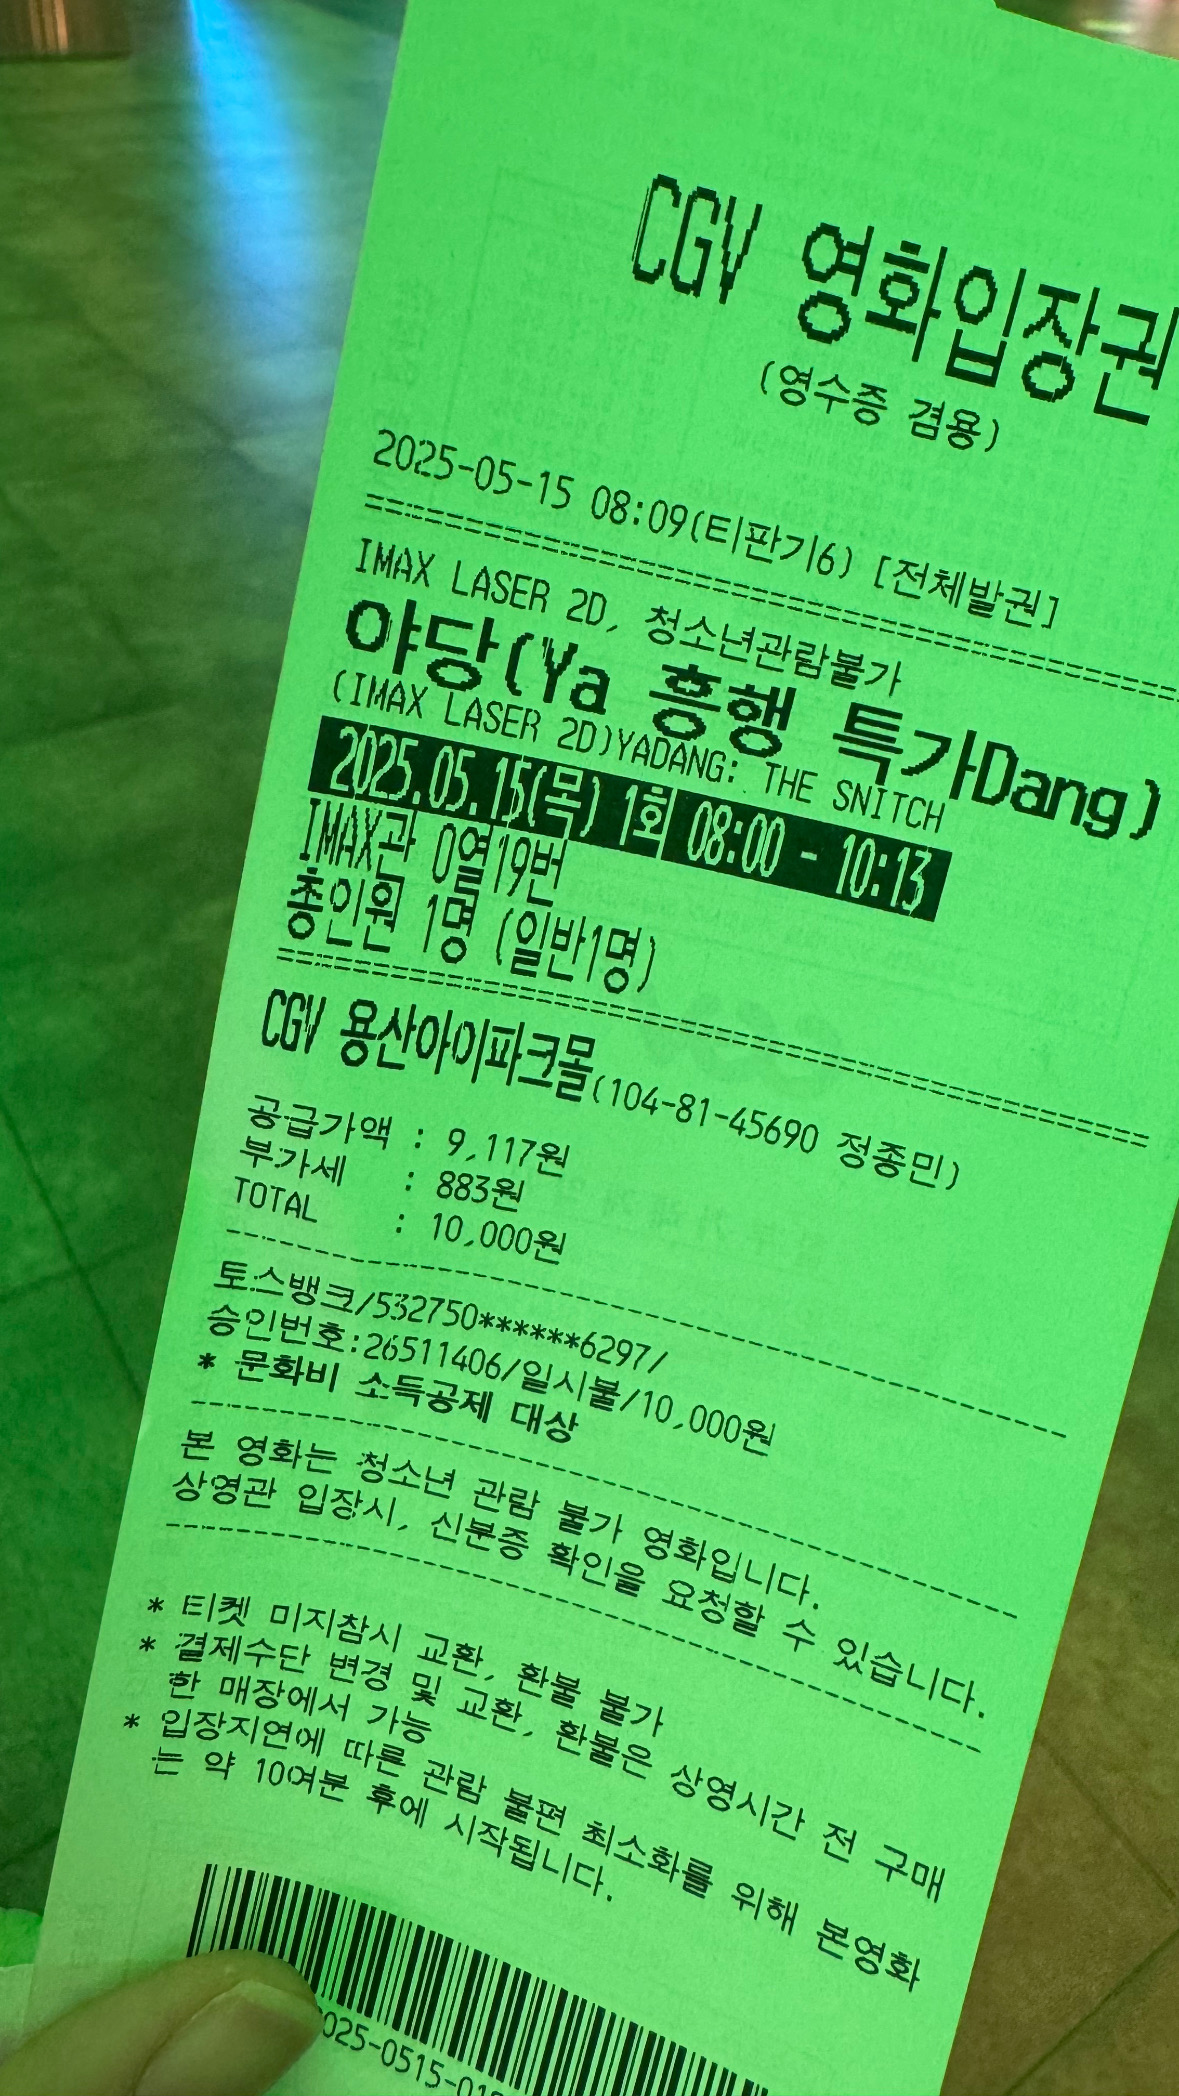 CGV 영화입장권
(영수증 겸용)
2025-05-15 08:09(티판기6) [전체발권]
IMAX LASER 2D, 청소년관람불가
야당(Ya 흥행 특가Dang)
(IMAX LASER 2D)YADANG: THE SNITCH
2025.05.15(목) 1회 08:00 - 10:13
IMAX관 O열19번
총인원 1명 (일반1명)
CGV 용산아이파크몰(104-81-45690 정종민)
공급가액 : 9,117원
부가세 : 883원
TOTAL : 10,000원
토스뱅크/532750******6297/
승인번호:26511406/일시불/10,000원
* 문화비 소득공제 대상
본 영화는 청소년 관람 불가 영화입니다.
상영관 입장시, 신분증 확인을 요청할 수 있습니다.
* 티켓 미지참시 교환, 환불 불가
* 결제수단 변경 및 교환, 환불은 상영시간 전 구매
한 매장에서 가능
* 입장지연에 따른 관람 불편 최소화를 위해 본영화
는 약 10여분 후에 시작됩니다.
025-0515-01